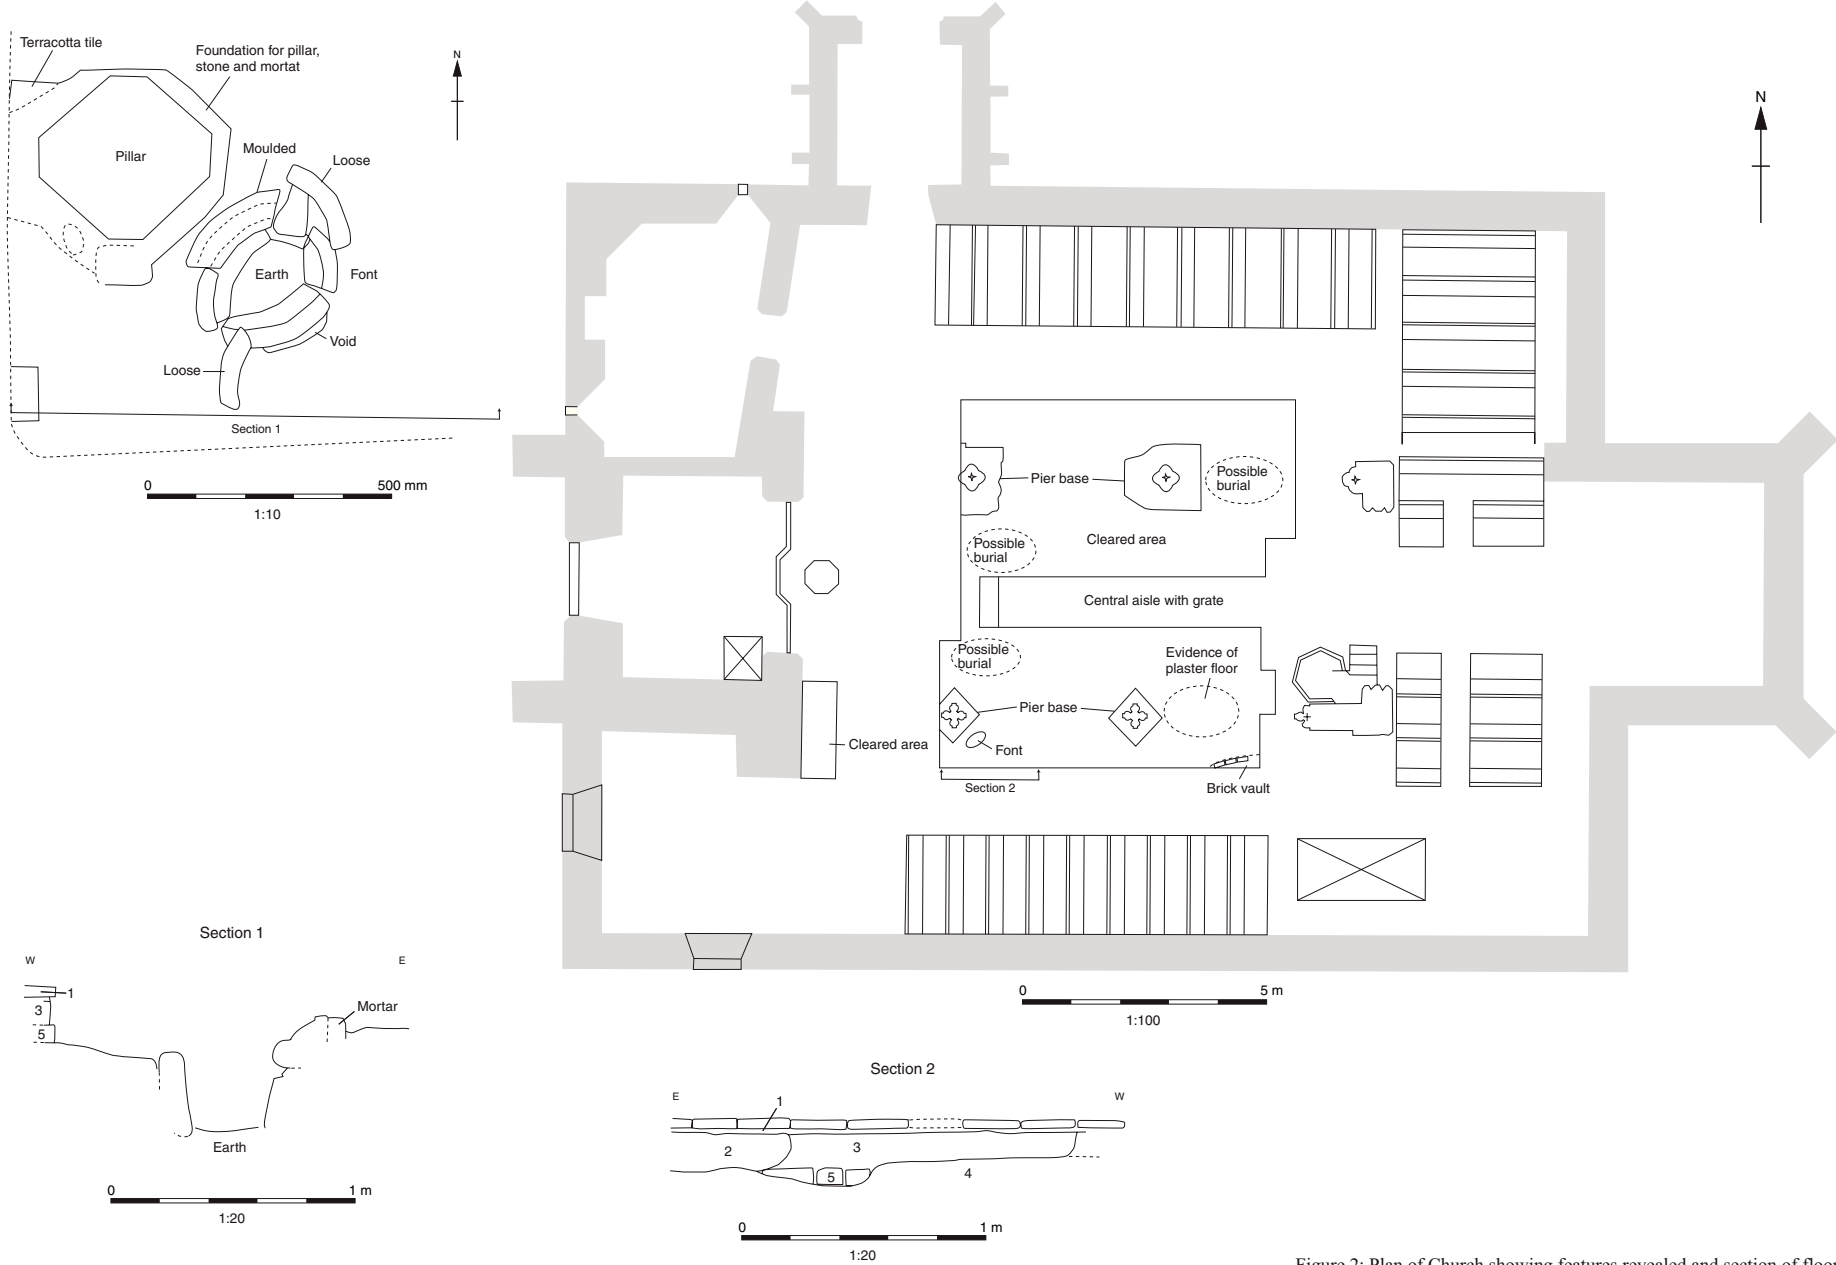 Terracotta tile
Foundation for pillar,
stone and mortat
N
Pillar
Moulded
Loose
Earth
Font
Void
Loose
Section 1
0
500 mm
1:10
N
Pier base
Possible
burial
Possible
burial
Cleared area
Central aisle with grate
Possible
burial
Evidence of
plaster floor
Pier base
Font
Cleared area
Section 2
Brick vault
0
5 m
1:100
Section 1
W
E
1
3
5
Mortar
Earth
0
1 m
1:20
Section 2
E
W
1
2
3
4
5
0
1 m
1:20
Figure 2: Plan of Church showing features revealed and section of floor